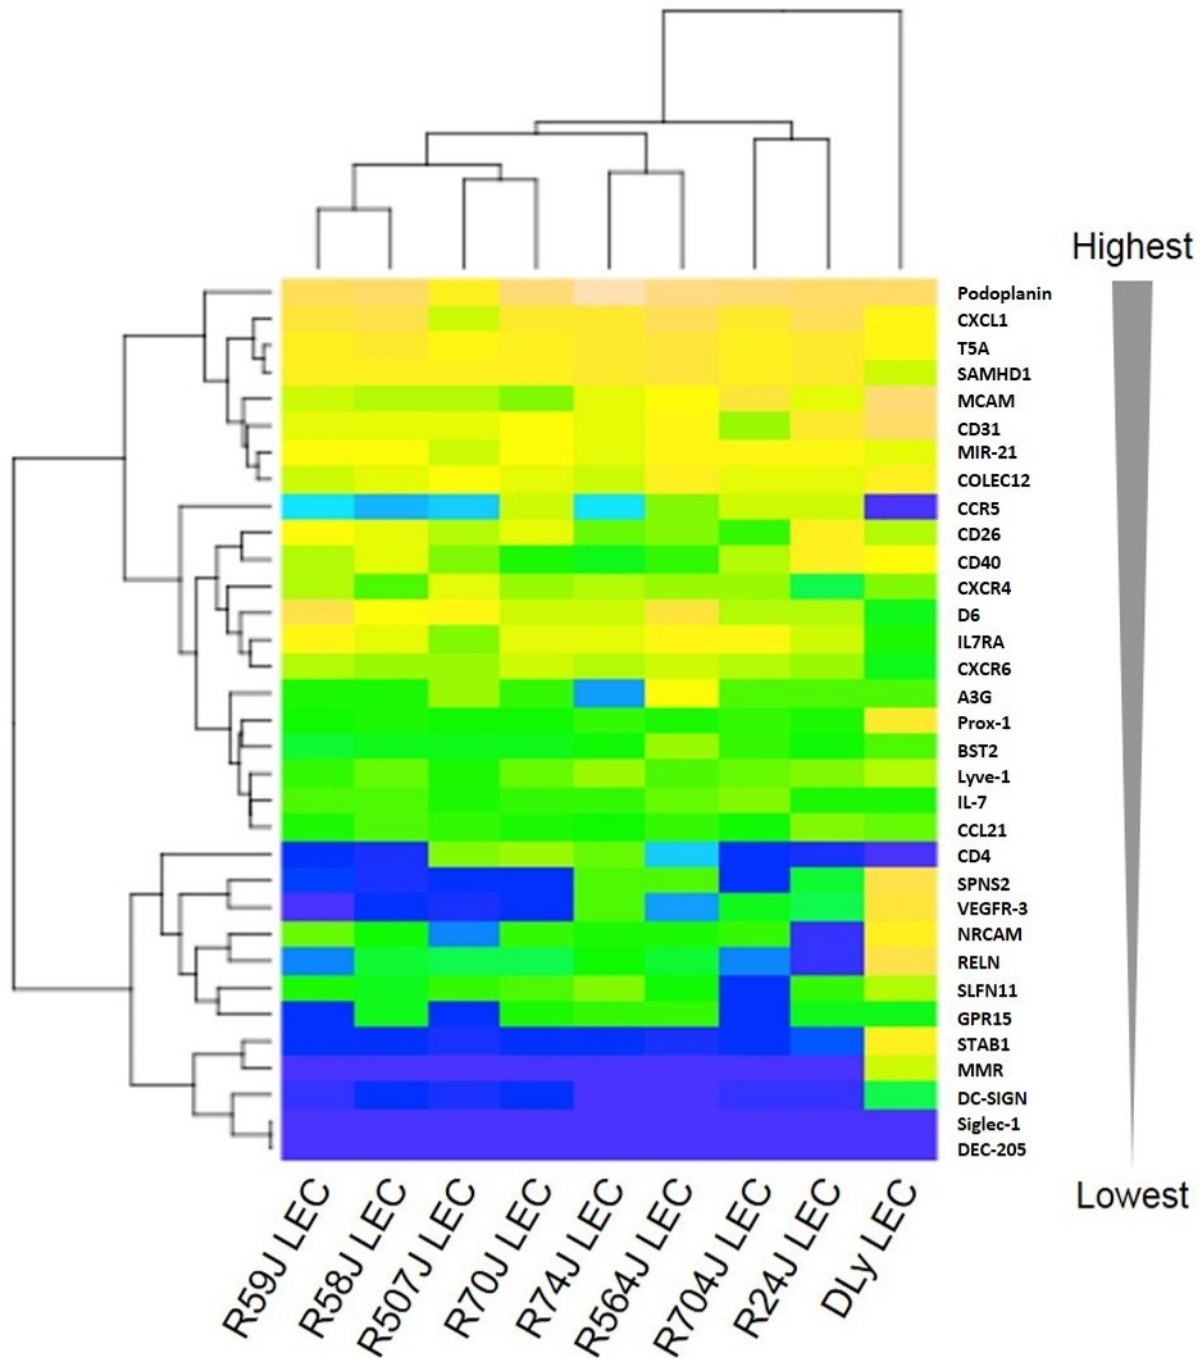 Highest
Podoplanin
CXCL1
T5A
SAMHD1
MCAM
CD31
MIR-21
COLEC12
CCR5
CD26
CD40
CXCR4
D6
IL7RA
CXCR6
A3G
Prox-1
BST2
Lyve-1
IL-7
CCL21
CD4
SPNS2
VEGFR-3
NRCAM
RELN
SLFN11
GPR15
STAB1
MMR
DC-SIGN
Siglec-1
DEC-205
Lowest
R59J LEC
R58J LEC
R507J LEC
R70J LEC
R74J LEC
R564J LEC
R704J LEC
R24J LEC
DLy LEC